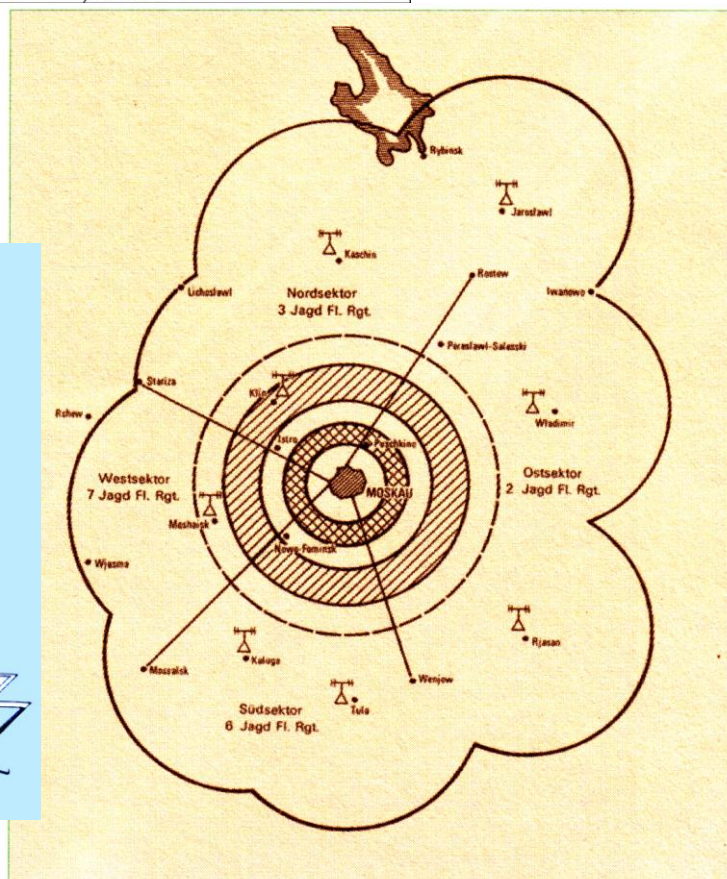 Rybinsk
Jaroslawl
Kaschin
Rostow
Lichoslawl
Nordsektor
3 Jagd Fl. Rgt.
Iwanowo
Pereslawl-Salesski
Stariza
Klin
Rshew
Wladimir
Istra
Puschkino
Westsektor
7 Jagd Fl. Rgt.
Ostsektor
2 Jagd Fl. Rgt.
MOSKAU
Moshaisk
Nowo-Fominsk
Wjasma
Rjasan
Kaluga
Mossalsk
Wenjow
Tula
Südsektor
6 Jagd Fl. Rgt.